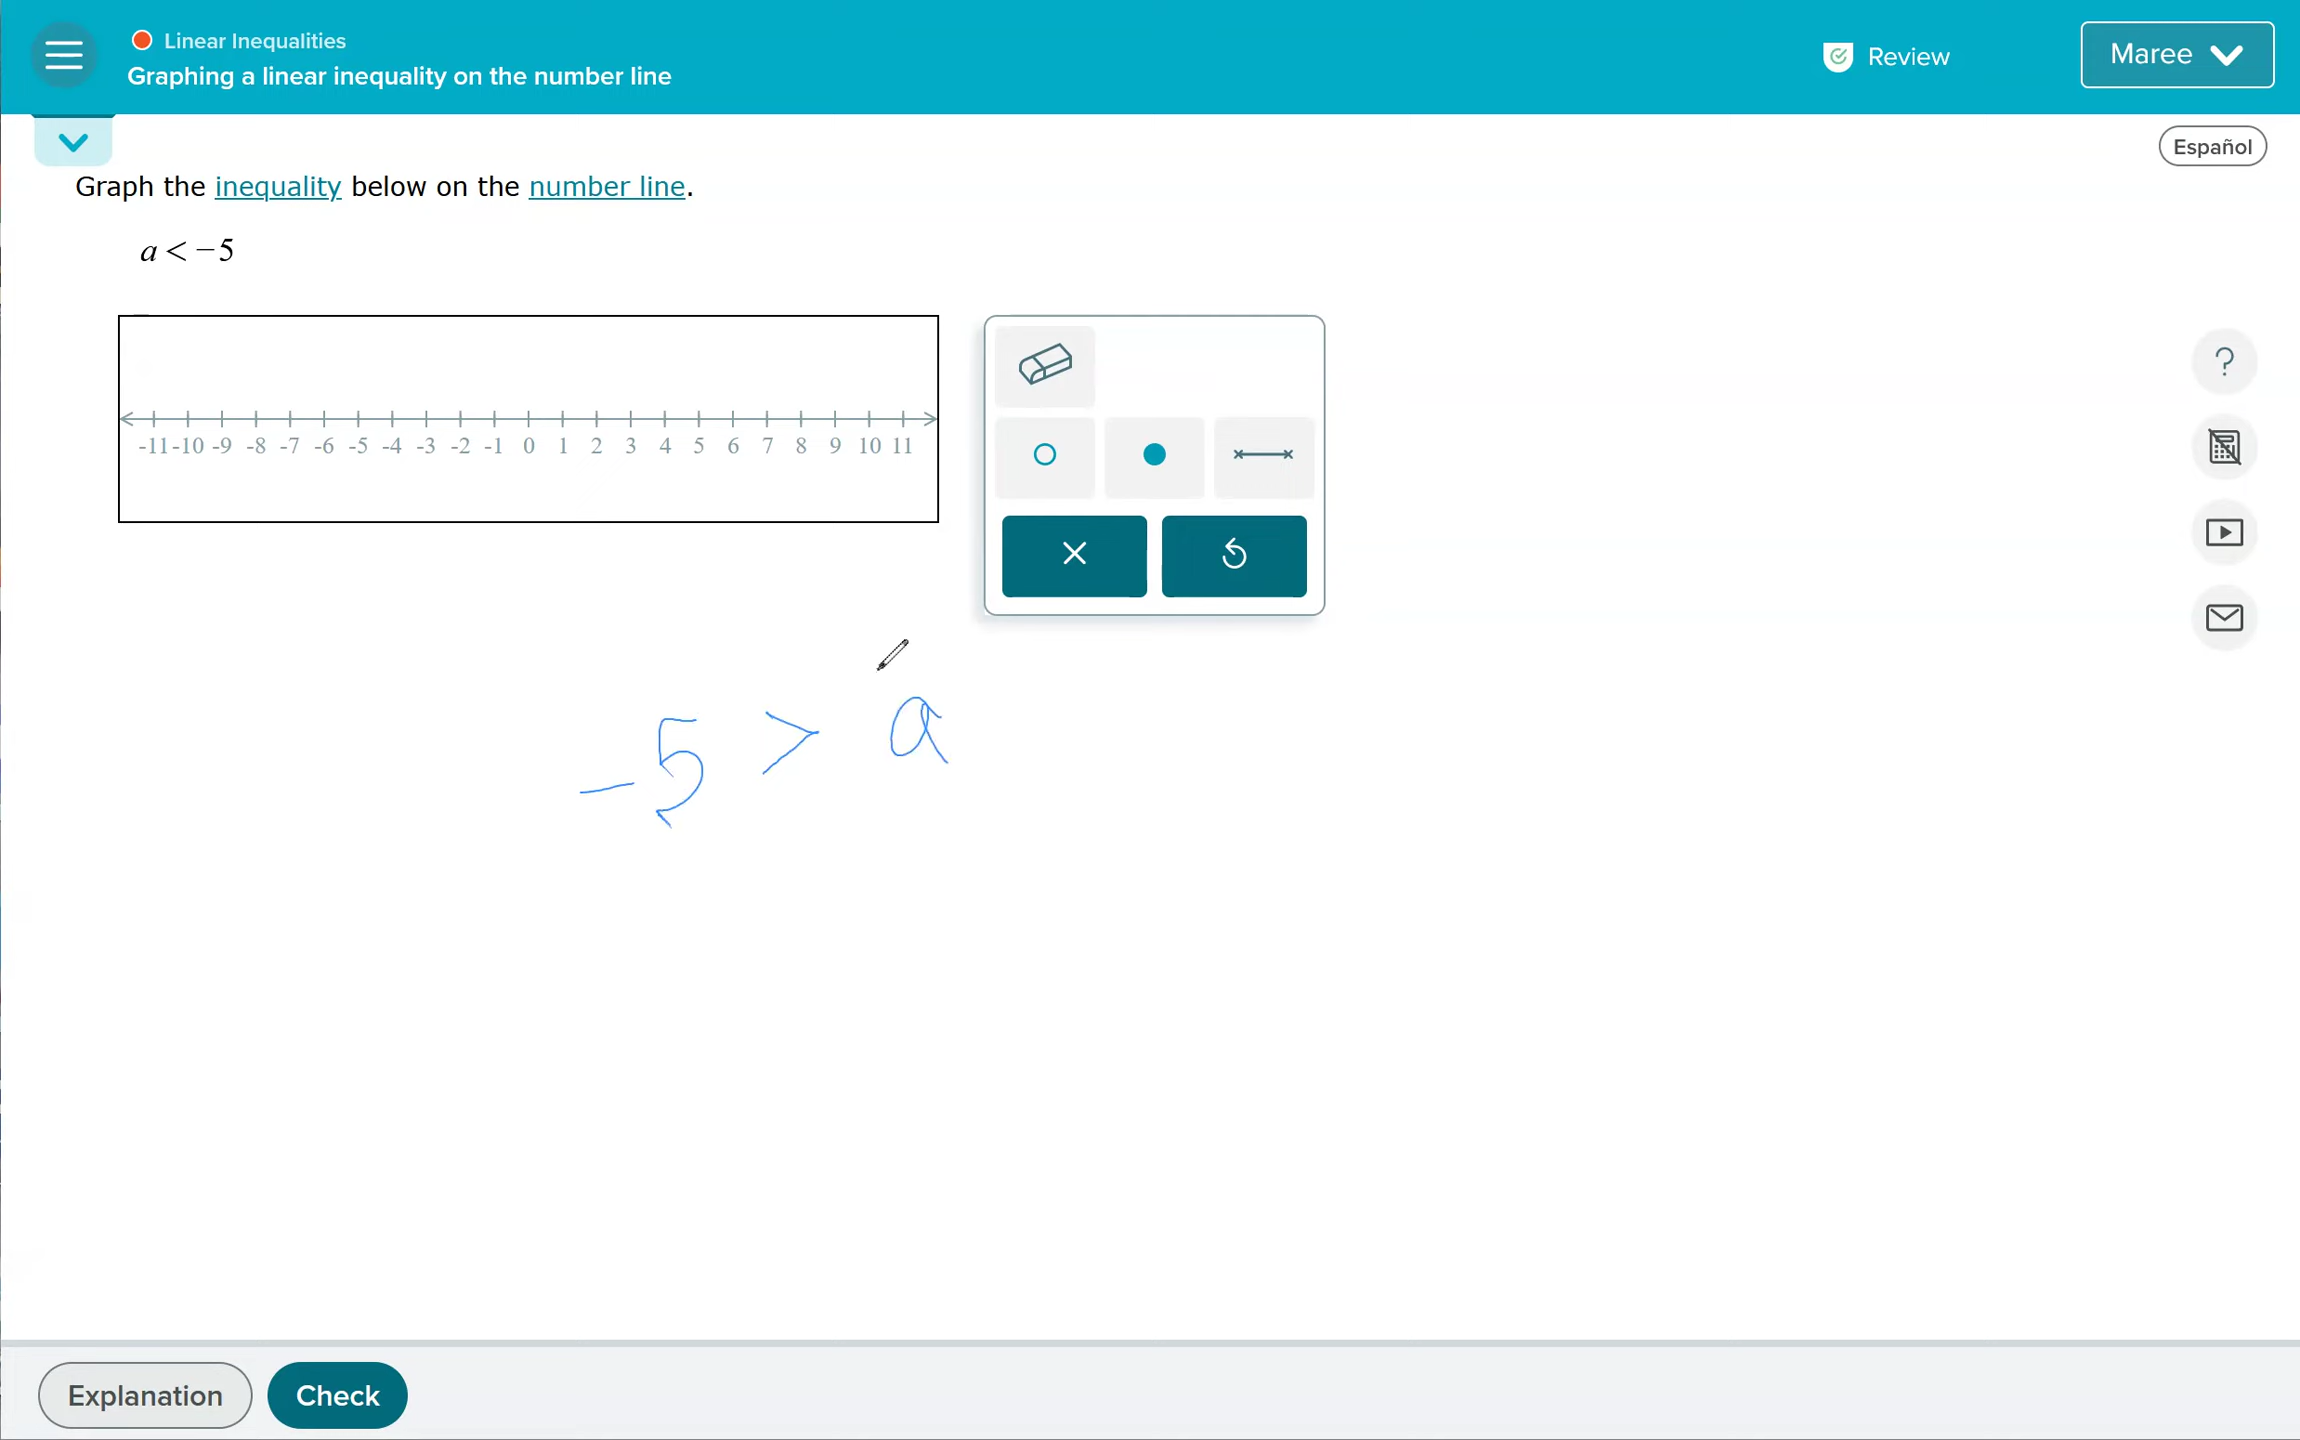 Linear Inequalities
Graphing a linear inequality on the number line
Review
Maree
Español
Graph the inequality below on the number line.
a < −5
-11 -10 -9 -8 -7 -6 -5 -4 -3 -2 -1 0 1 2 3 4 5 6 7 8 9 10 11
?
−5 > a
Explanation
Check